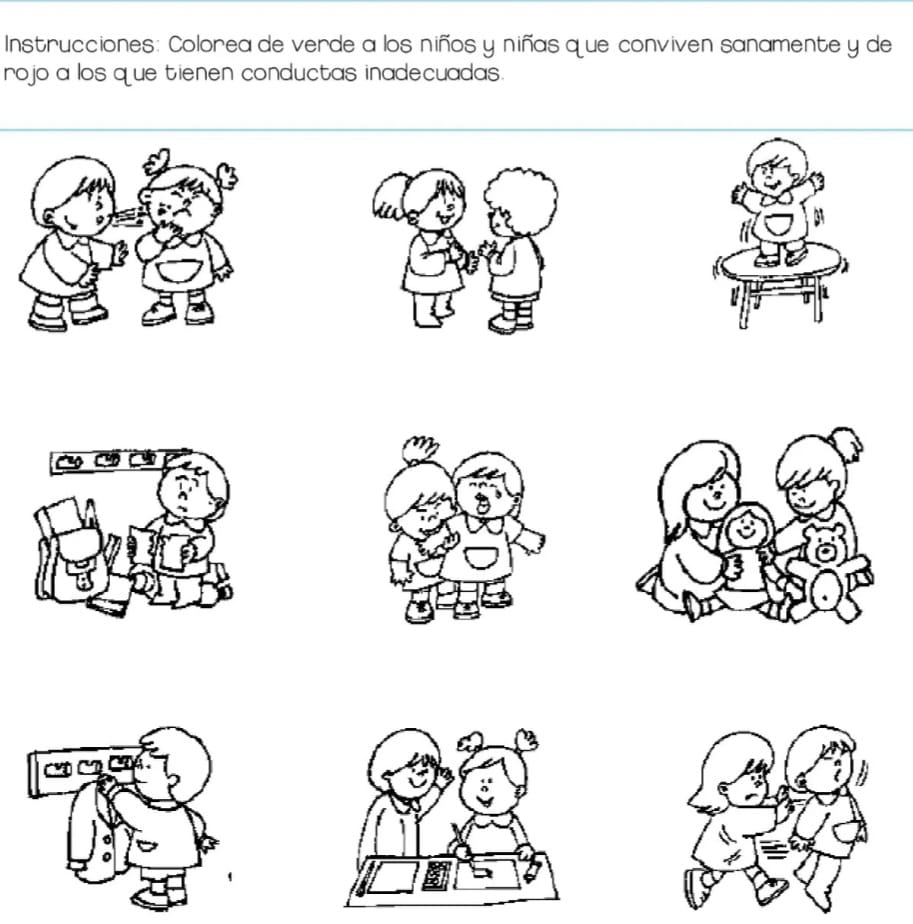 Instrucciones: Colorea de verde a los niños y niñas que conviven sanamente y de
rojo a los que tienen conductas inadecuadas.